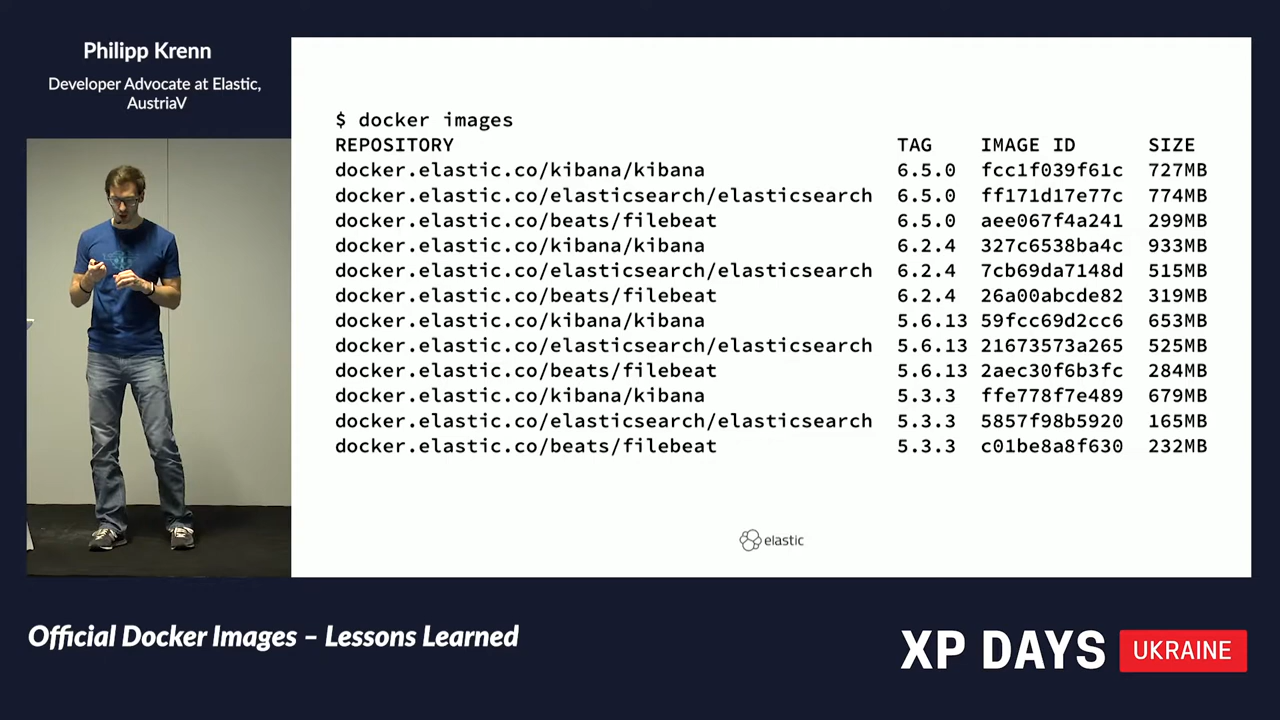 Philipp Krenn
Developer Advocate at Elastic,
AustriaV
$ docker images
REPOSITORY TAG IMAGE ID SIZE
docker.elastic.co/kibana/kibana 6.5.0 fcc1f039f61c 727MB
docker.elastic.co/elasticsearch/elasticsearch 6.5.0 ff171d17e77c 774MB
docker.elastic.co/beats/filebeat 6.5.0 aee067f4a241 299MB
docker.elastic.co/kibana/kibana 6.2.4 327c6538ba4c 933MB
docker.elastic.co/elasticsearch/elasticsearch 6.2.4 7cb69da7148d 515MB
docker.elastic.co/beats/filebeat 6.2.4 26a00abcde82 319MB
docker.elastic.co/kibana/kibana 5.6.13 59fcc69d2cc6 653MB
docker.elastic.co/elasticsearch/elasticsearch 5.6.13 21673573a265 525MB
docker.elastic.co/beats/filebeat 5.6.13 2aec30f6b3fc 284MB
docker.elastic.co/kibana/kibana 5.3.3 ffe778f7e489 679MB
docker.elastic.co/elasticsearch/elasticsearch 5.3.3 5857f98b5920 165MB
docker.elastic.co/beats/filebeat 5.3.3 c01be8a8f630 232MB
elastic
Official Docker Images – Lessons Learned
XP DAYS UKRAINE